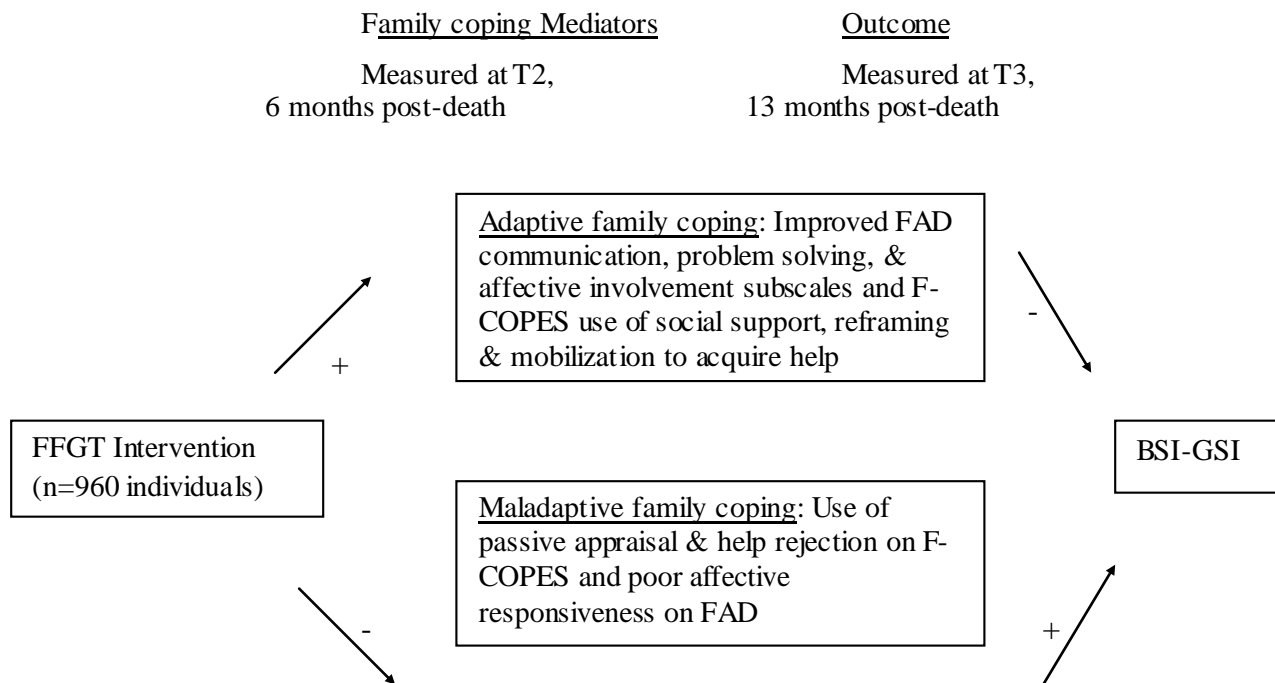 Family coping Mediators Outcome
Measured at T2, Measured at T3,
6 months post-death 13 months post-death
Adaptive family coping: Improved FAD
communication, problem solving, &
affective involvement subscales and F-
COPES use of social support, reframing
& mobilization to acquire help
-
+
FFGT Intervention
(n=960 individuals)
BSI-GSI
Maladaptive family coping: Use of
passive appraisal & help rejection on F-
COPES and poor affective
responsiveness on FAD
-
+